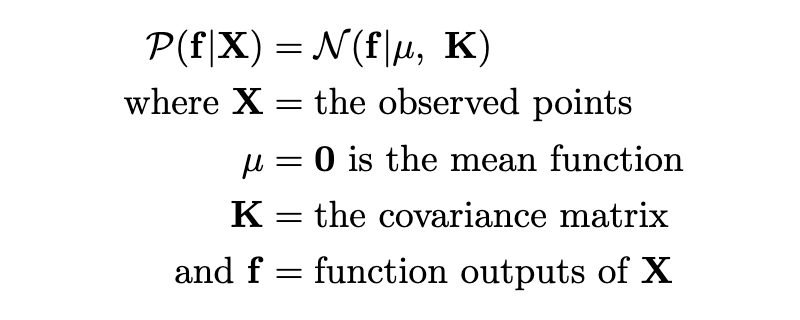 𝒫(𝐟|𝐗) = 𝒩(𝐟|μ, 𝐊)
where 𝐗 = the observed points
μ = 𝟎 is the mean function
𝐊 = the covariance matrix
and 𝐟 = function outputs of 𝐗